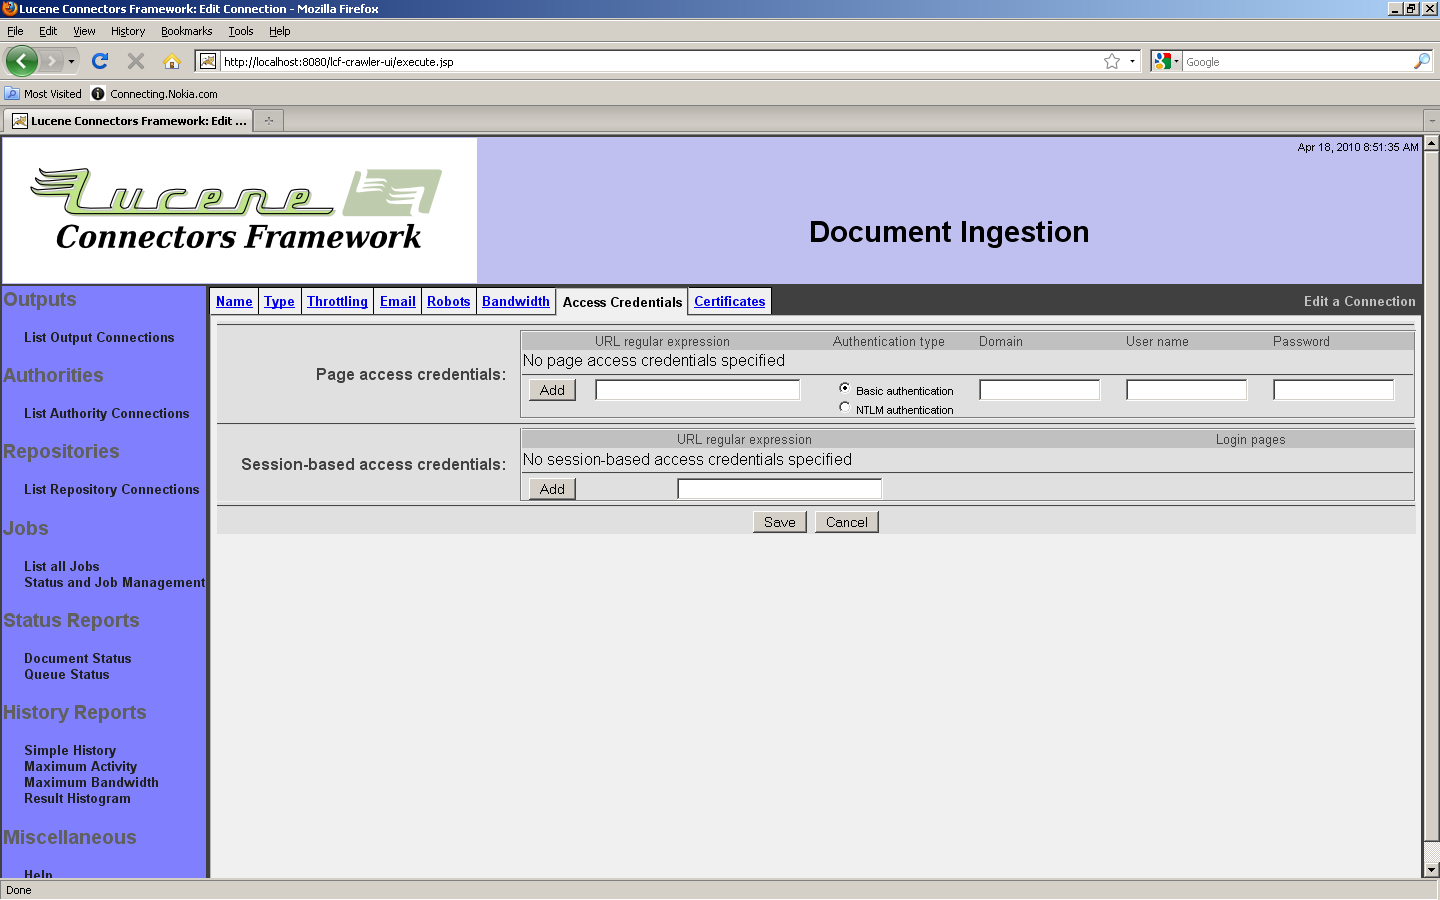 Lucene Connectors Framework: Edit Connection - Mozilla Firefox
File Edit View History Bookmarks Tools Help
http://localhost:8080/lcf-crawler-ui/execute.jsp
Google
Most Visited Connecting.Nokia.com
Lucene Connectors Framework: Edit ...
Apr 18, 2010 8:51:35 AM
Lucene
Connectors Framework
Document Ingestion
Outputs
List Output Connections
Authorities
List Authority Connections
Repositories
List Repository Connections
Jobs
List all Jobs
Status and Job Management
Status Reports
Document Status
Queue Status
History Reports
Simple History
Maximum Activity
Maximum Bandwidth
Result Histogram
Miscellaneous
Help
Name Type Throttling Email Robots Bandwidth Access Credentials Certificates Edit a Connection
Page access credentials:
URL regular expression Authentication type Domain User name Password
No page access credentials specified
Add Basic authentication
NTLM authentication
Session-based access credentials:
URL regular expression Login pages
No session-based access credentials specified
Add
Save Cancel
Done